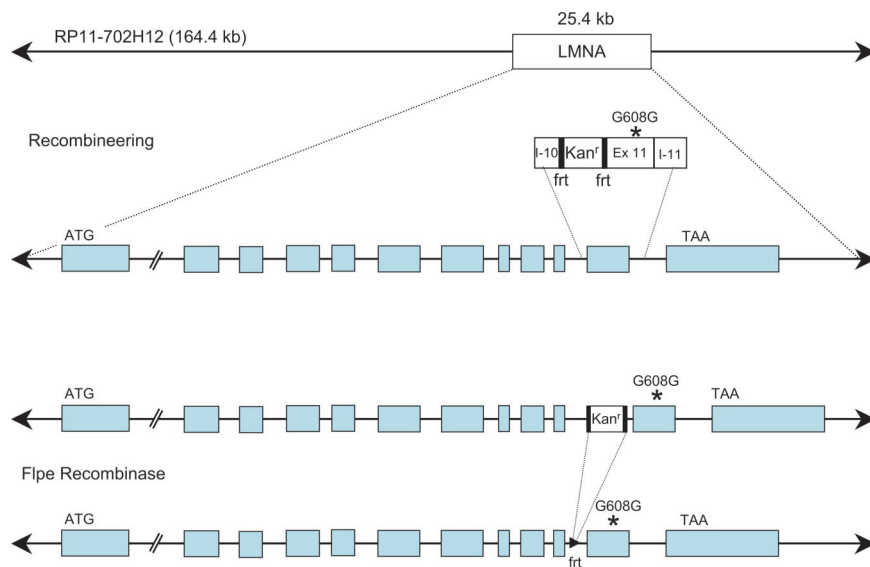 25.4 kb
RP11-702H12 (164.4 kb)
LMNA
G608G
*
Recombineering
I-10 Kanʳ Ex 11 I-11
frt frt
ATG TAA
G608G
ATG * TAA
Kanʳ
Flpe Recombinase
G608G
ATG * TAA
frt